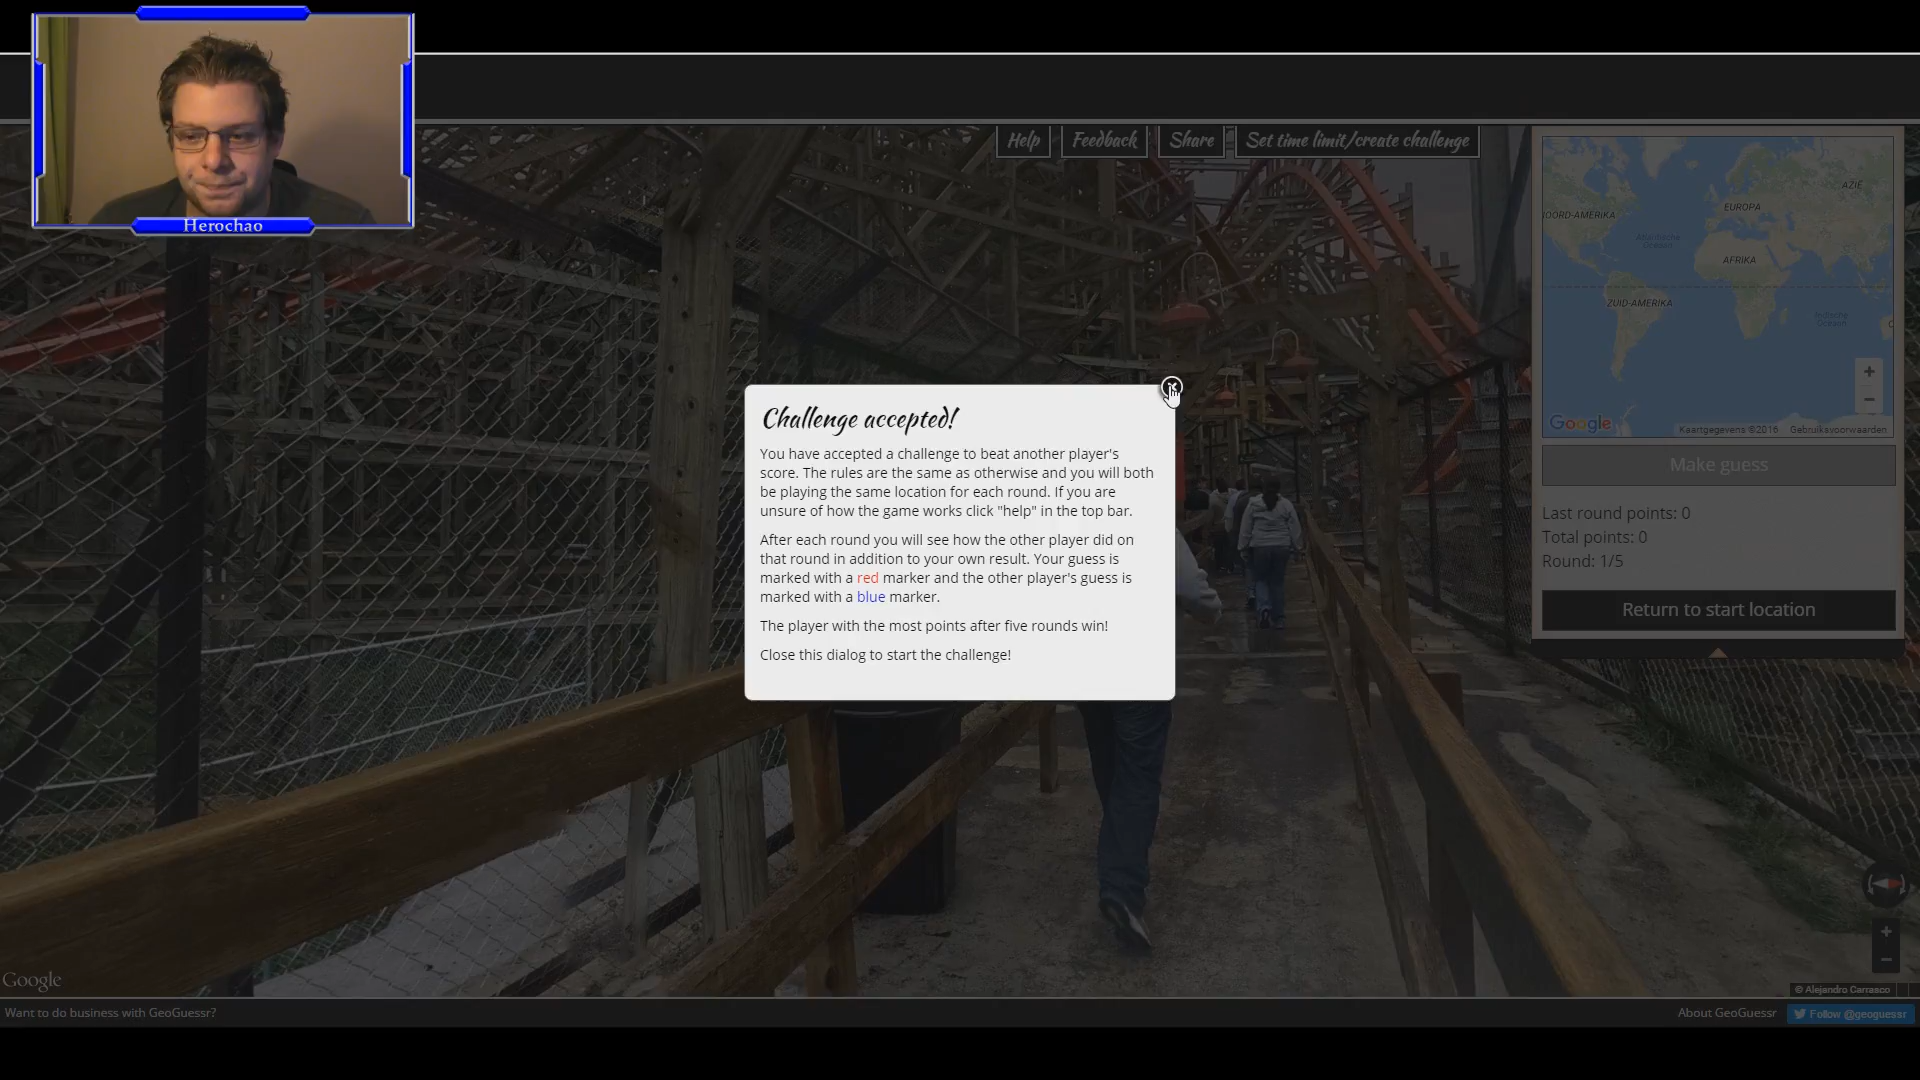 Herochao
Help
Feedback
Share
Set time limit/create challenge
AZIË
EUROPA
NOORD-AMERIKA
Atlantische
Oceaan
AFRIKA
ZUID-AMERIKA
Indische
Oceaan
Google
Kaartgegevens ©2016
Gebruiksvoorwaarden
Make guess
Last round points: 0
Total points: 0
Round: 1/5
Return to start location
Challenge accepted!
You have accepted a challenge to beat another player's
score. The rules are the same as otherwise and you will both
be playing the same location for each round. If you are
unsure of how the game works click "help" in the top bar.
After each round you will see how the other player did on
that round in addition to your own result. Your guess is
marked with a red marker and the other player's guess is
marked with a blue marker.
The player with the most points after five rounds win!
Close this dialog to start the challenge!
Google
© Alejandro Carrasco
Want to do business with GeoGuessr?
About GeoGuessr
Follow @geoguessr